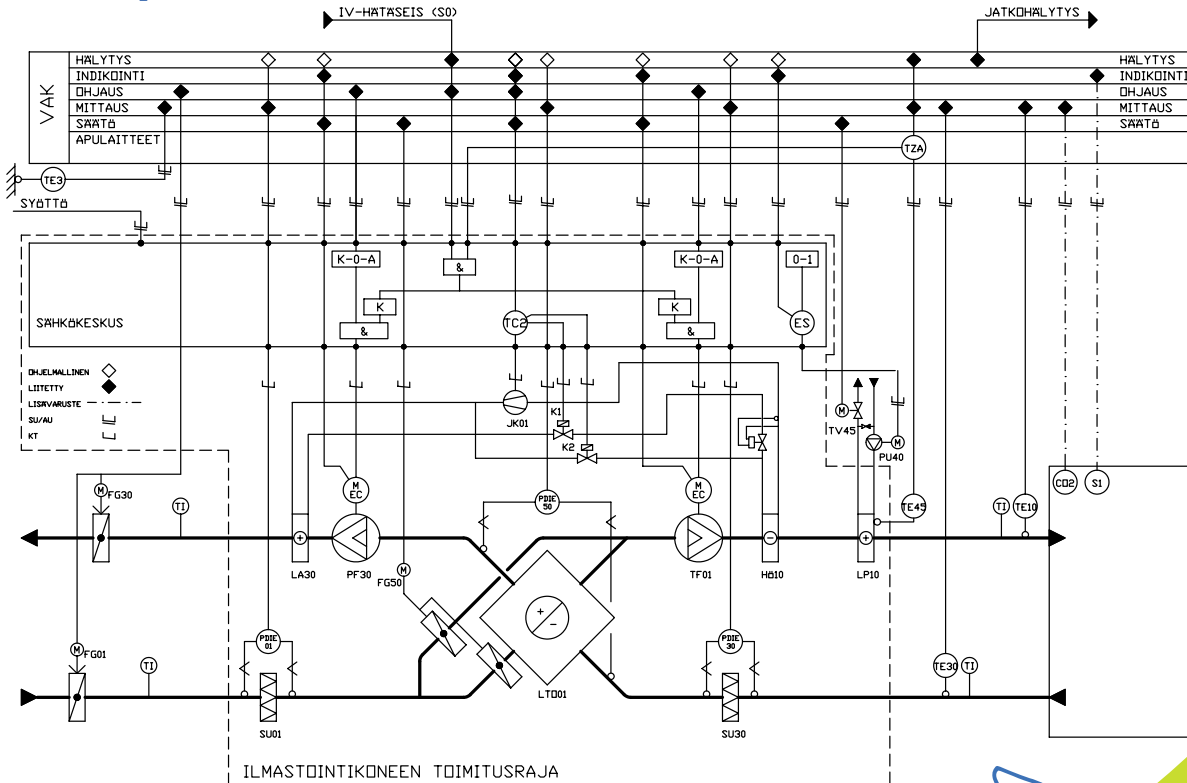 IV-HÄTÄSEIS (S0)
JATKOHÄLYTYS
VAK
HÄLYTYS
HÄLYTYS
INDIKOINTI
INDIKOINTI
OHJAUS
OHJAUS
MITTAUS
MITTAUS
SÄÄTÖ
SÄÄTÖ
APULAITTEET
TZA
TE3
SYÖTTÖ
K-0-A
&
K-0-A
0-1
K
K
SÄHKÖKESKUS
&
TC2
&
ES
OHJELMALLINEN
LIITETTY
LISÄVARUSTE
SU/AU
KT
JK01
K1
K2
M
TV45
M
PU40
M
FG30
TI
M
EC
PDIE
50
M
EC
CO2
S1
TE45
TI
TE10
LA30
PF30
M
FG50
TF01
HÖ10
LP10
+
-
+
+
-
M
FG01
TI
PDIE
01
PDIE
30
TE30
TI
LTO01
SU01
SU30
ILMASTOINTIKONEEN TOIMITUSRAJA